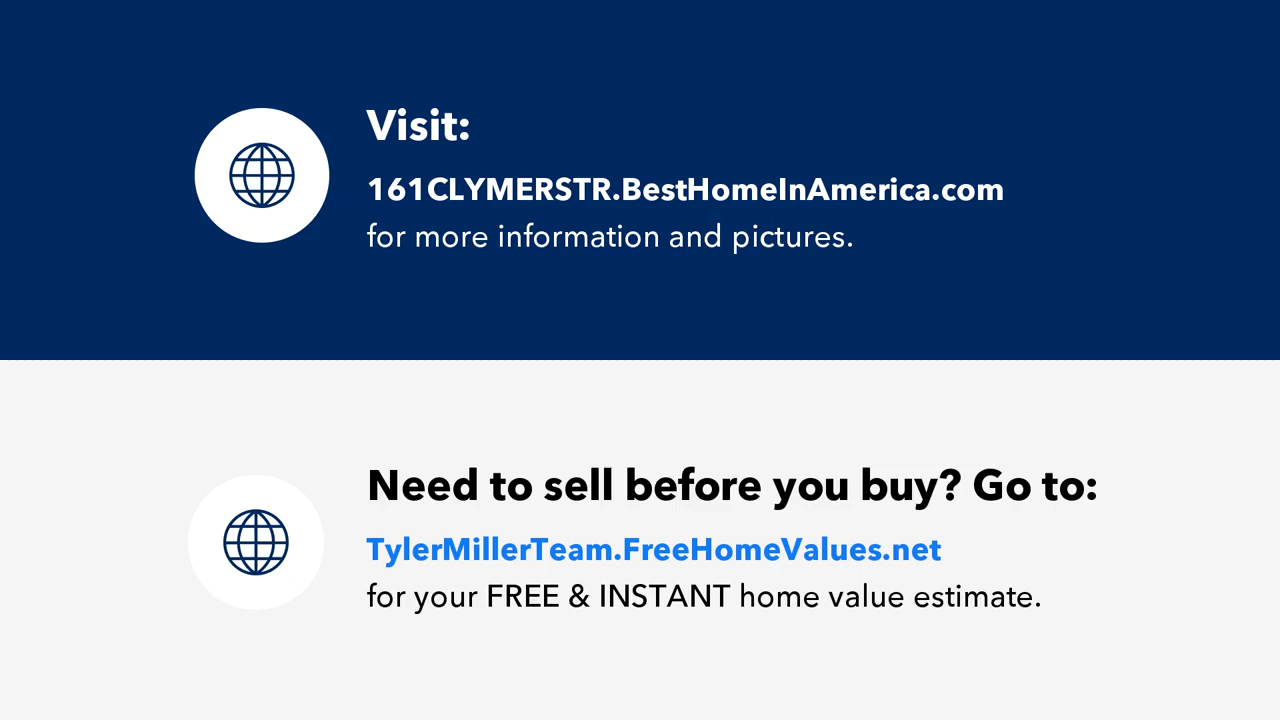 Visit:
161CLYMERSTR.BestHomeInAmerica.com
for more information and pictures.
Need to sell before you buy? Go to:
TylerMillerTeam.FreeHomeValues.net
for your FREE & INSTANT home value estimate.